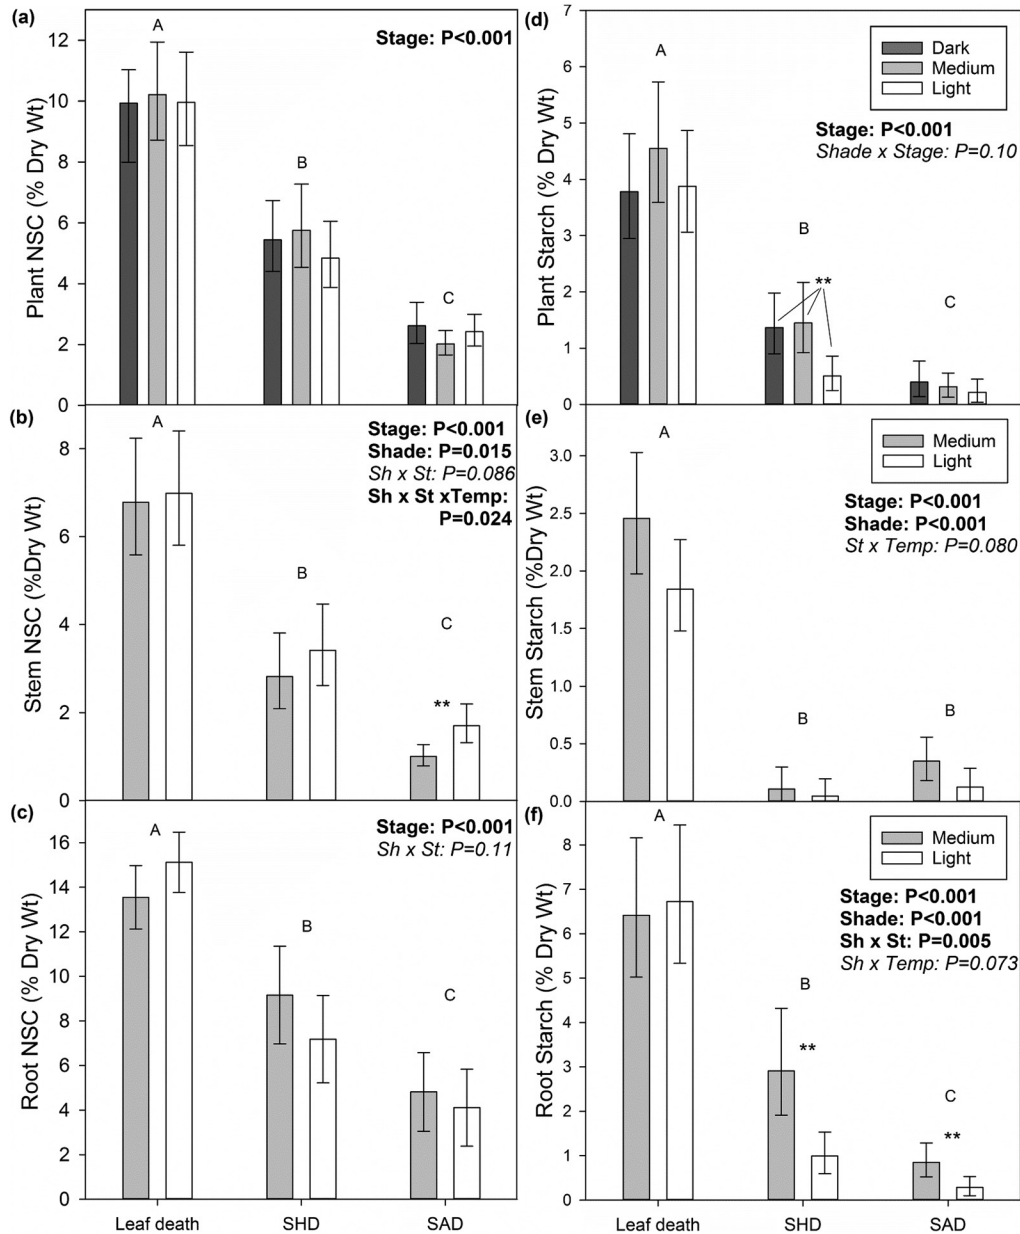 (a)
Plant NSC (% Dry Wt)
12
10
8
6
4
2
0
A
B
C
Stage: P<0.001
(d)
Plant Starch (% Dry Wt)
7
6
5
4
3
2
1
0
A
B
**
C
Dark
Medium
Light
Stage: P<0.001
Shade x Stage: P=0.10
(b)
Stem NSC (%Dry Wt)
8
6
4
2
0
A
B
C
**
Stage: P<0.001
Shade: P=0.015
Sh x St: P=0.086
Sh x St xTemp:
P=0.024
(e)
Stem Starch (%Dry Wt)
3.0
2.5
2.0
1.5
1.0
0.5
0.0
A
B
B
Medium
Light
Stage: P<0.001
Shade: P<0.001
St x Temp: P=0.080
(c)
Root NSC (% Dry Wt)
16
14
12
10
8
6
4
2
0
A
B
C
Stage: P<0.001
Sh x St: P=0.11
Leaf death
SHD
SAD
(f)
Root Starch (% Dry Wt)
8
7
6
5
4
3
2
1
0
A
B
**
C
**
Medium
Light
Stage: P<0.001
Shade: P<0.001
Sh x St: P=0.005
Sh x Temp: P=0.073
Leaf death
SHD
SAD